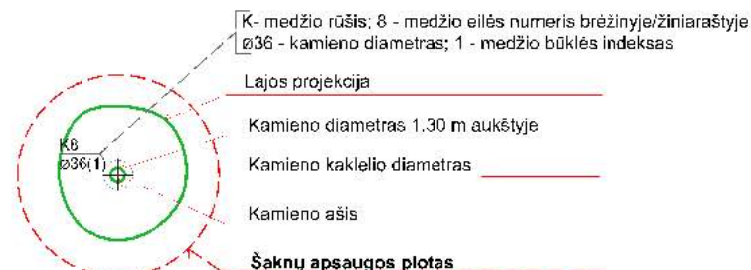 K- medžio rūšis; 8 - medžio eilės numeris brėžinyje/žiniaraštyje
ø36 - kamieno diametras; 1 - medžio būklės indeksas
Lajos projekcija
Kamieno diametras 1.30 m aukštyje
K8
ø36(1)
Kamieno kaklelio diametras
Kamieno ašis
Šaknų apsaugos plotas